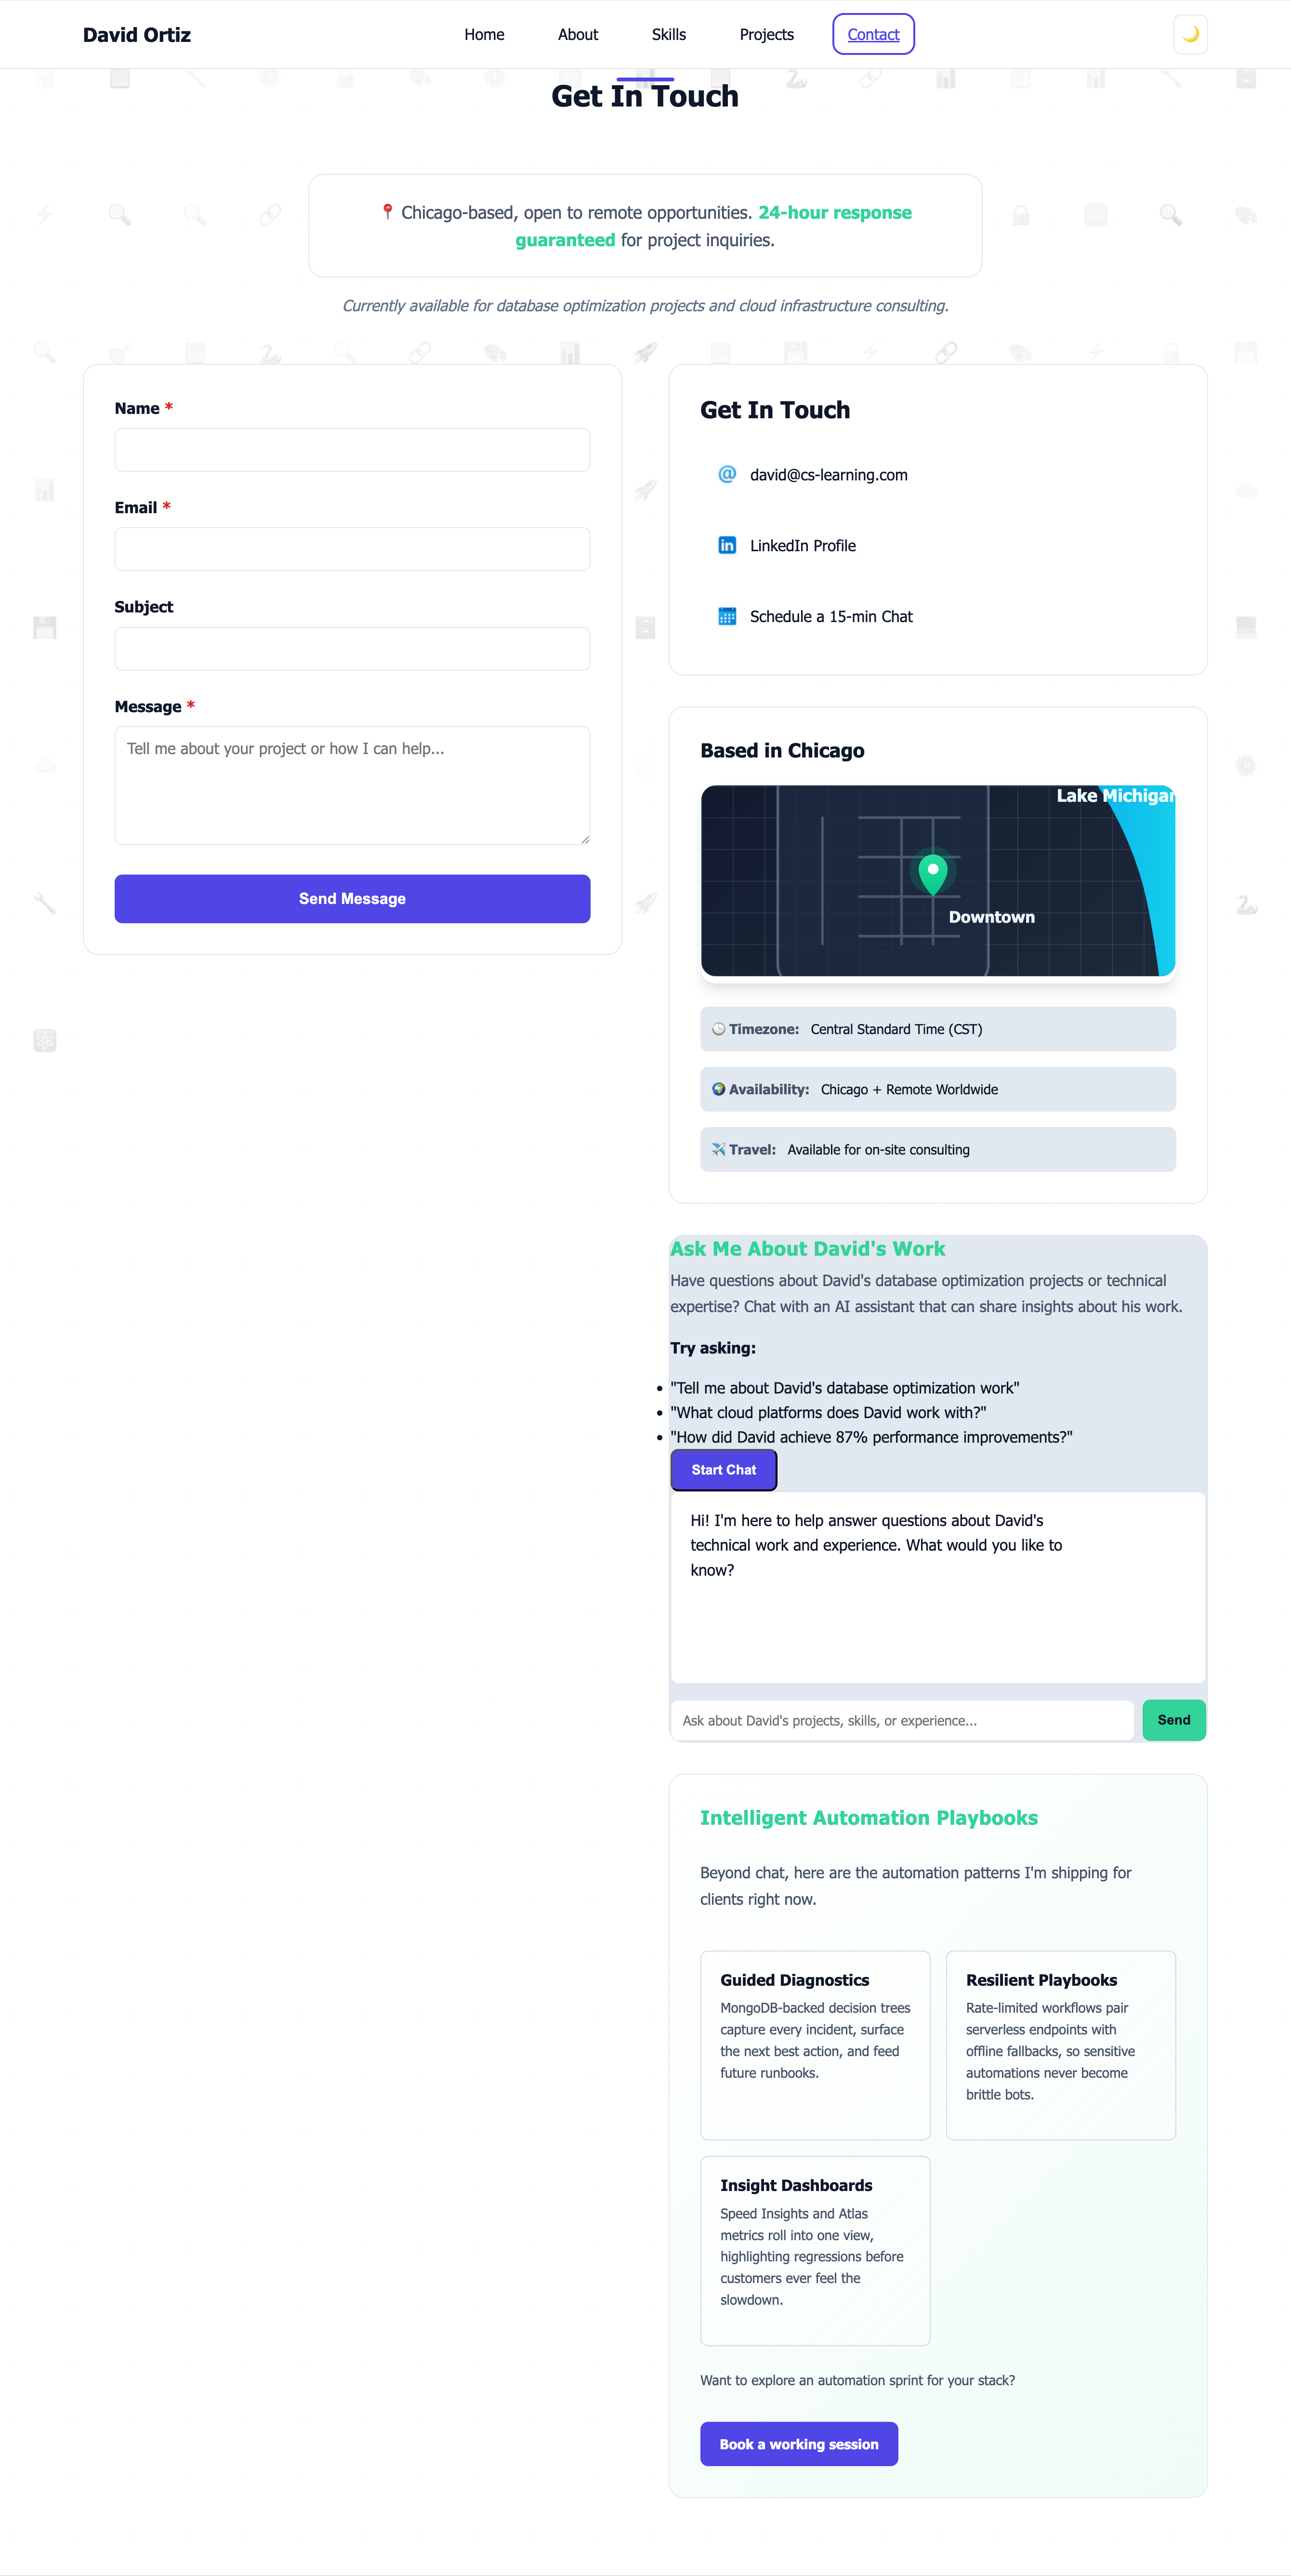 David Ortiz
Home
About
Skills
Projects
Contact
Get In Touch
Chicago-based, open to remote opportunities. 24-hour response
guaranteed for project inquiries.
Currently available for database optimization projects and cloud infrastructure consulting.
Name *
Email *
Subject
Message *
Tell me about your project or how I can help...
Send Message
Get In Touch
david@cs-learning.com
LinkedIn Profile
Schedule a 15-min Chat
Based in Chicago
Lake Michigan
Downtown
Timezone: Central Standard Time (CST)
Availability: Chicago + Remote Worldwide
Travel: Available for on-site consulting
Ask Me About David's Work
Have questions about David's database optimization projects or technical
expertise? Chat with an AI assistant that can share insights about his work.
Try asking:
• "Tell me about David's database optimization work"
• "What cloud platforms does David work with?"
• "How did David achieve 87% performance improvements?"
Start Chat
Hi! I'm here to help answer questions about David's
technical work and experience. What would you like to
know?
Ask about David's projects, skills, or experience...
Send
Intelligent Automation Playbooks
Beyond chat, here are the automation patterns I'm shipping for
clients right now.
Guided Diagnostics
MongoDB-backed decision trees
capture every incident, surface
the next best action, and feed
future runbooks.
Resilient Playbooks
Rate-limited workflows pair
serverless endpoints with
offline fallbacks, so sensitive
automations never become
brittle bots.
Insight Dashboards
Speed Insights and Atlas
metrics roll into one view,
highlighting regressions before
customers ever feel the
slowdown.
Want to explore an automation sprint for your stack?
Book a working session